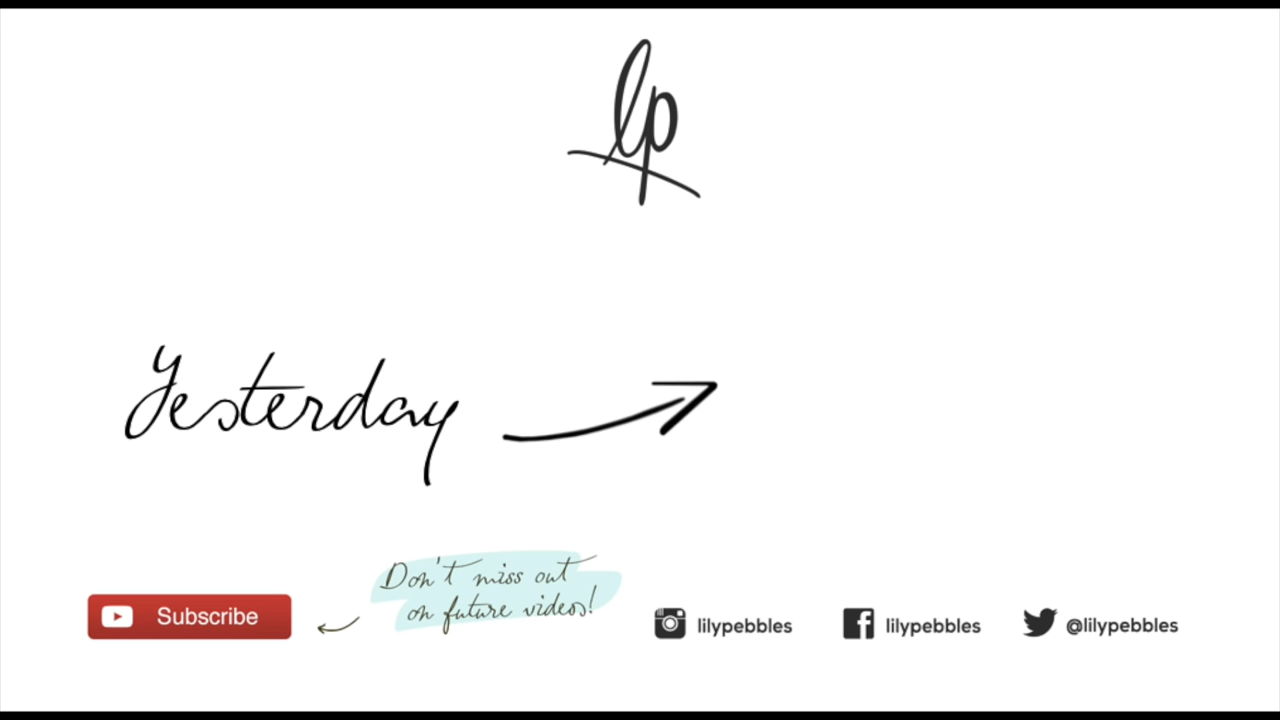 lp
Yesterday
Don't miss out
on future videos!
Subscribe
lilypebbles
lilypebbles
@lilypebbles